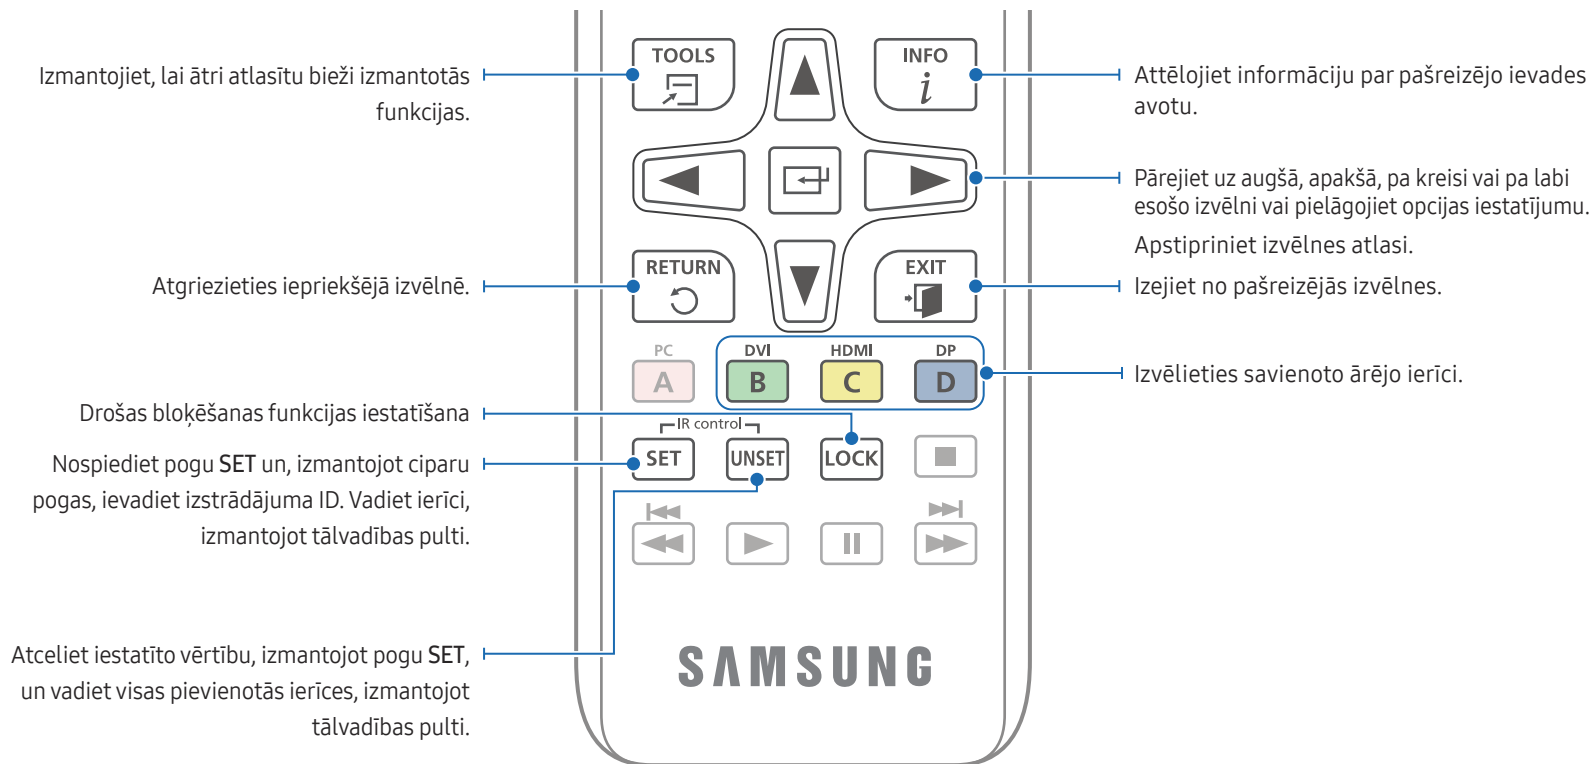 Izmantojiet, lai ātri atlasītu bieži izmantotās
funkcijas.
TOOLS
INFO
i
Attēlojiet informāciju par pašreizējo ievades
avotu.
Pārejiet uz augšā, apakšā, pa kreisi vai pa labi
esošo izvēlni vai pielāgojiet opcijas iestatījumu.
Apstipriniet izvēlnes atlasi.
Atgriezieties iepriekšējā izvēlnē.
RETURN
EXIT
Izejiet no pašreizējās izvēlnes.
PC DVI HDMI DP
A B C D
Izvēlieties savienoto ārējo ierīci.
Drošas bloķēšanas funkcijas iestatīšana
IR control
SET UNSET LOCK
Nospiediet pogu SET un, izmantojot ciparu
pogas, ievadiet izstrādājuma ID. Vadiet ierīci,
izmantojot tālvadības pulti.
Atceliet iestatīto vērtību, izmantojot pogu SET,
un vadiet visas pievienotās ierīces, izmantojot
tālvadības pulti.
SAMSUNG